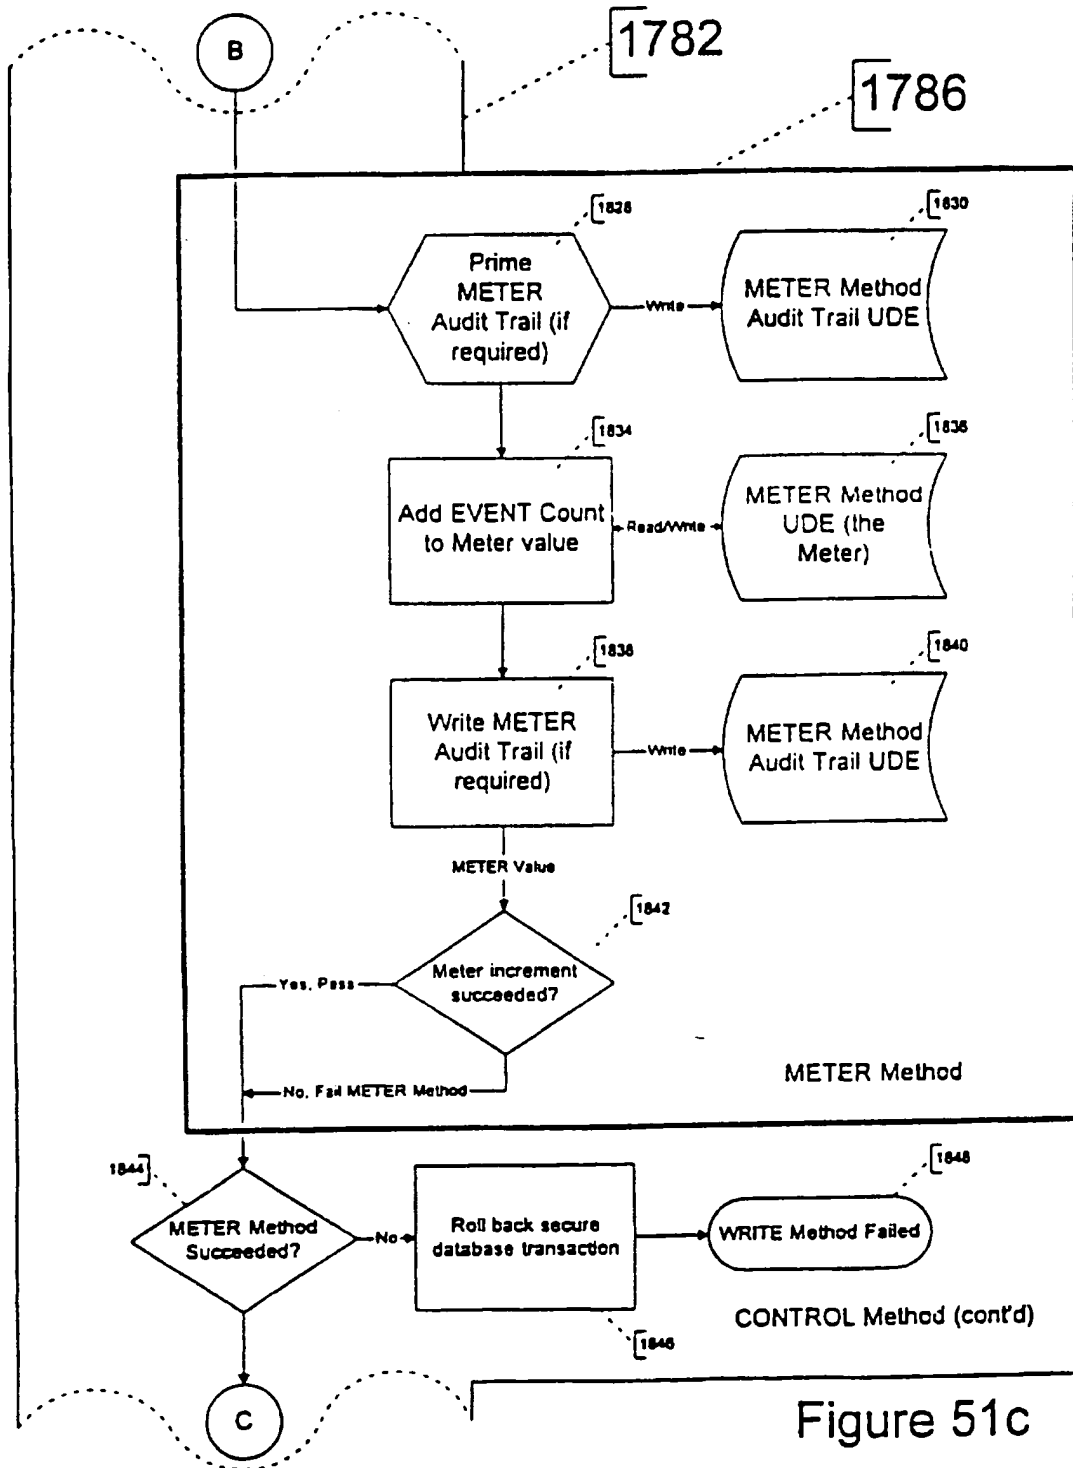 B
1782
1786
1828
Prime
METER
Audit Trail (if
required)
Write
1830
METER Method
Audit Trail UDE
1834
Add EVENT Count
to Meter value
Read/Write
1836
METER Method
UDE (the
Meter)
1838
Write METER
Audit Trail (if
required)
Write
1840
METER Method
Audit Trail UDE
METER Value
1842
Meter increment
succeeded?
Yes, Pass
No, Fail METER Method
METER Method
1844
METER Method
Succeeded?
No
Roll back secure
database transaction
1846
1848
WRITE Method Failed
CONTROL Method (cont'd)
C
Figure 51c